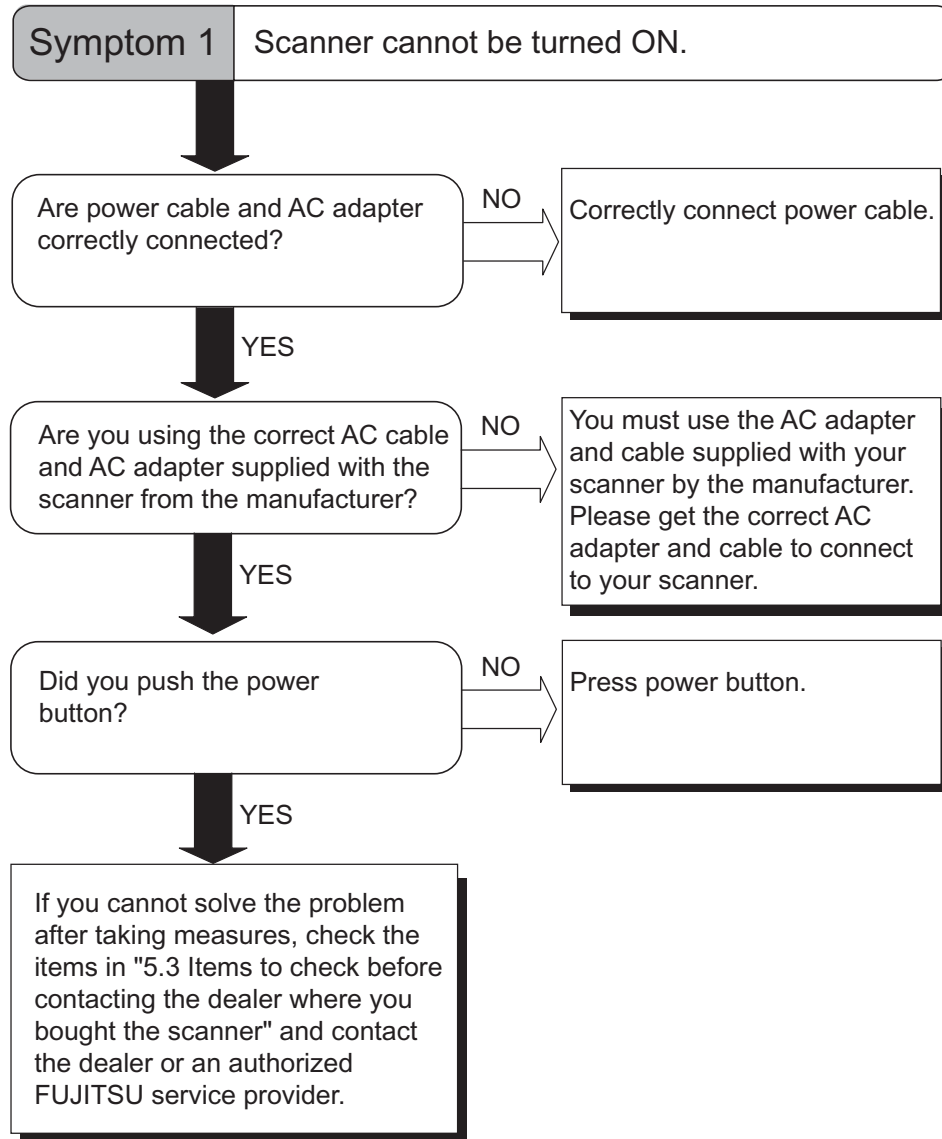 Symptom 1
Scanner cannot be turned ON.
Are power cable and AC adapter
correctly connected?
NO
Correctly connect power cable.
YES
Are you using the correct AC cable
and AC adapter supplied with the
scanner from the manufacturer?
NO
You must use the AC adapter
and cable supplied with your
scanner by the manufacturer.
Please get the correct AC
adapter and cable to connect
to your scanner.
YES
Did you push the power
button?
NO
Press power button.
YES
If you cannot solve the problem
after taking measures, check the
items in "5.3 Items to check before
contacting the dealer where you
bought the scanner" and contact
the dealer or an authorized
FUJITSU service provider.